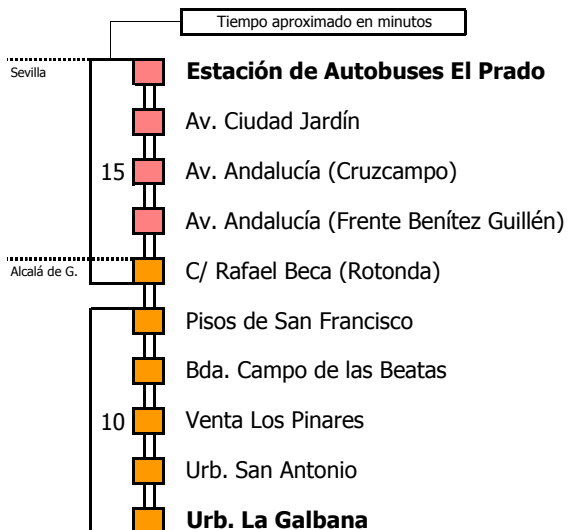 Tiempo aproximado en minutos
Sevilla
Estación de Autobuses El Prado
Av. Ciudad Jardín
15
Av. Andalucía (Cruzcampo)
Av. Andalucía (Frente Benítez Guillén)
Alcalá de G.
C/ Rafael Beca (Rotonda)
Pisos de San Francisco
Bda. Campo de las Beatas
10
Venta Los Pinares
Urb. San Antonio
Urb. La Galbana